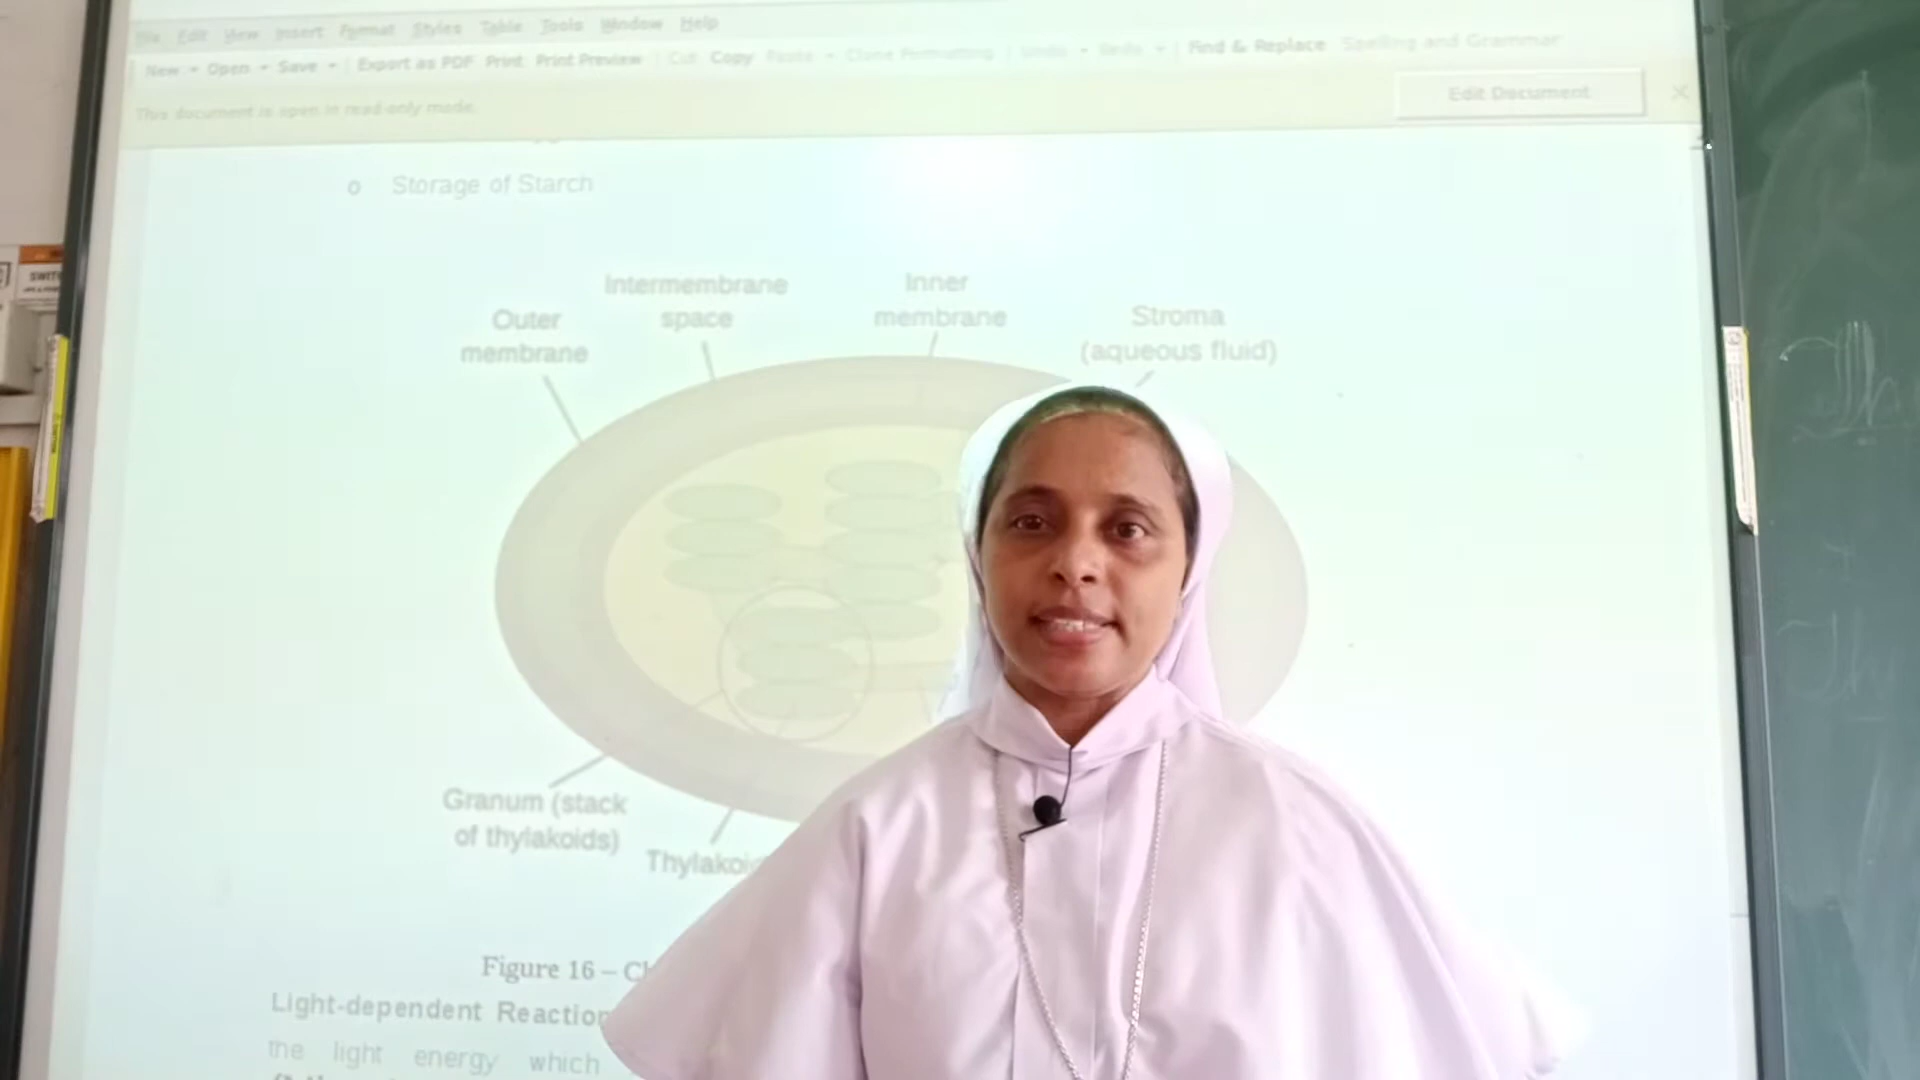 File Edit View Insert Format Styles Table Tools Window Help
New Open Save Export as PDF Print Print Preview Cut Copy Paste Clone Formatting Undo Redo Find & Replace Spelling and Grammar
This document is open in read-only mode.
Edit Document
o Storage of Starch
Intermembrane
space
Inner
membrane
Outer
membrane
Stroma
(aqueous fluid)
Granum (stack
of thylakoids)
Thylakoi
Figure 16 – Ch
Light-dependent Reaction
the light energy which
SWIT